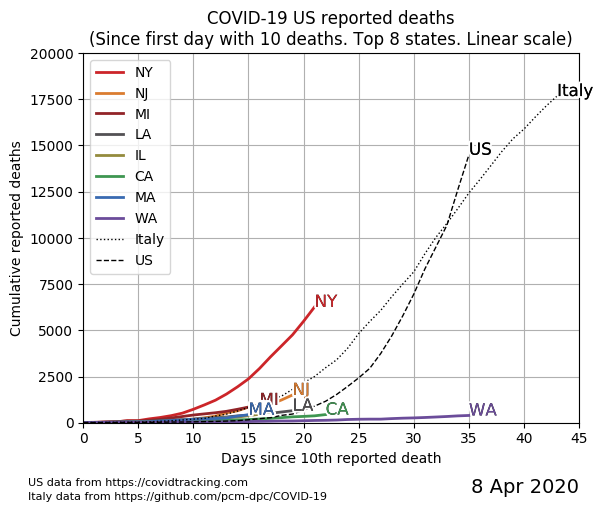 COVID-19 US reported deaths
(Since first day with 10 deaths. Top 8 states. Linear scale)
Cumulative reported deaths
20000
17500
15000
12500
10000
7500
5000
2500
0
NY
NJ
MI
LA
IL
CA
MA
WA
Italy
US
Italy
US
NY
NJ
MI
LA
MA
CA
WA
0 5 10 15 20 25 30 35 40 45
Days since 10th reported death
US data from https://covidtracking.com
Italy data from https://github.com/pcm-dpc/COVID-19
8 Apr 2020